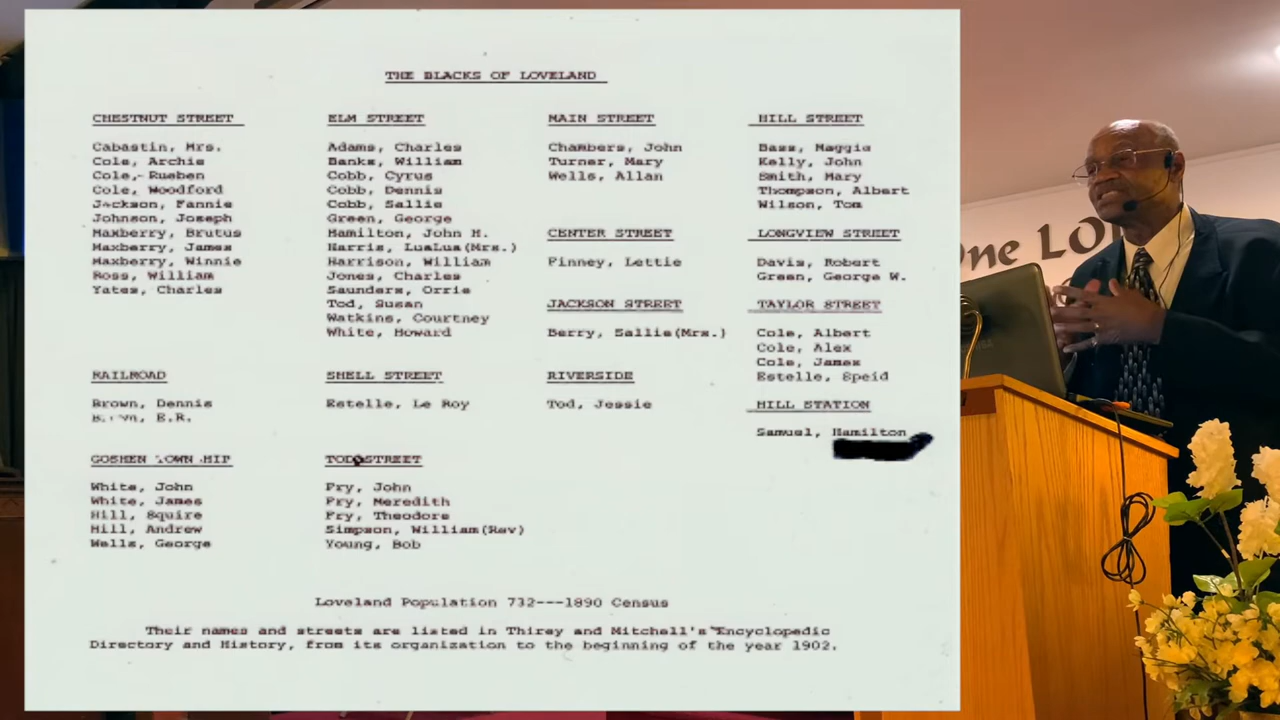 THE BLACKS OF LOVELAND
CHESTNUT STREET
Cabastin, Mrs.
Cole, Archie
Cole, Rueben
Cole, Woodford
Jackson, Fannie
Johnson, Joseph
Maxberry, Brutus
Maxberry, James
Maxberry, Winnie
Ross, William
Yates, Charles
ELM STREET
Adams, Charles
Banks, William
Cobb, Cyrus
Cobb, Dennis
Cobb, Sallie
Green, George
Hamilton, John H.
Harris, LuaLua(Mrs.)
Harrison, William
Jones, Charles
Saunders, Orrie
Tod, Susan
Watkins, Courtney
White, Howard
MAIN STREET
Chambers, John
Turner, Mary
Wells, Allan
CENTER STREET
Finney, Lettie
JACKSON STREET
Berry, Sallie(Mrs.)
HILL STREET
Bass, Maggie
Kelly, John
Smith, Mary
Thompson, Albert
Wilson, Tom
LONGVIEW STREET
Davis, Robert
Green, George W.
TAYLOR STREET
Cole, Albert
Cole, Alex
Cole, James
Estelle, Speid
RAILROAD
Brown, Dennis
E.R.
SHELL STREET
Estelle, Le Roy
RIVERSIDE
Tod, Jessie
HILL STATION
Samuel, Hamilton
GOSHEN
White, John
White, James
Hill, Squire
Hill, Andrew
Wells, George
TODD STREET
Fry, John
Fry, Meredith
Fry, Theodore
Simpson, William(Rev)
Young, Bob
Loveland Population 732---1890 Census
Their names and streets are listed in Thirey and Mitchell's Encyclopedic
Directory and History, from its organization to the beginning of the year 1902.